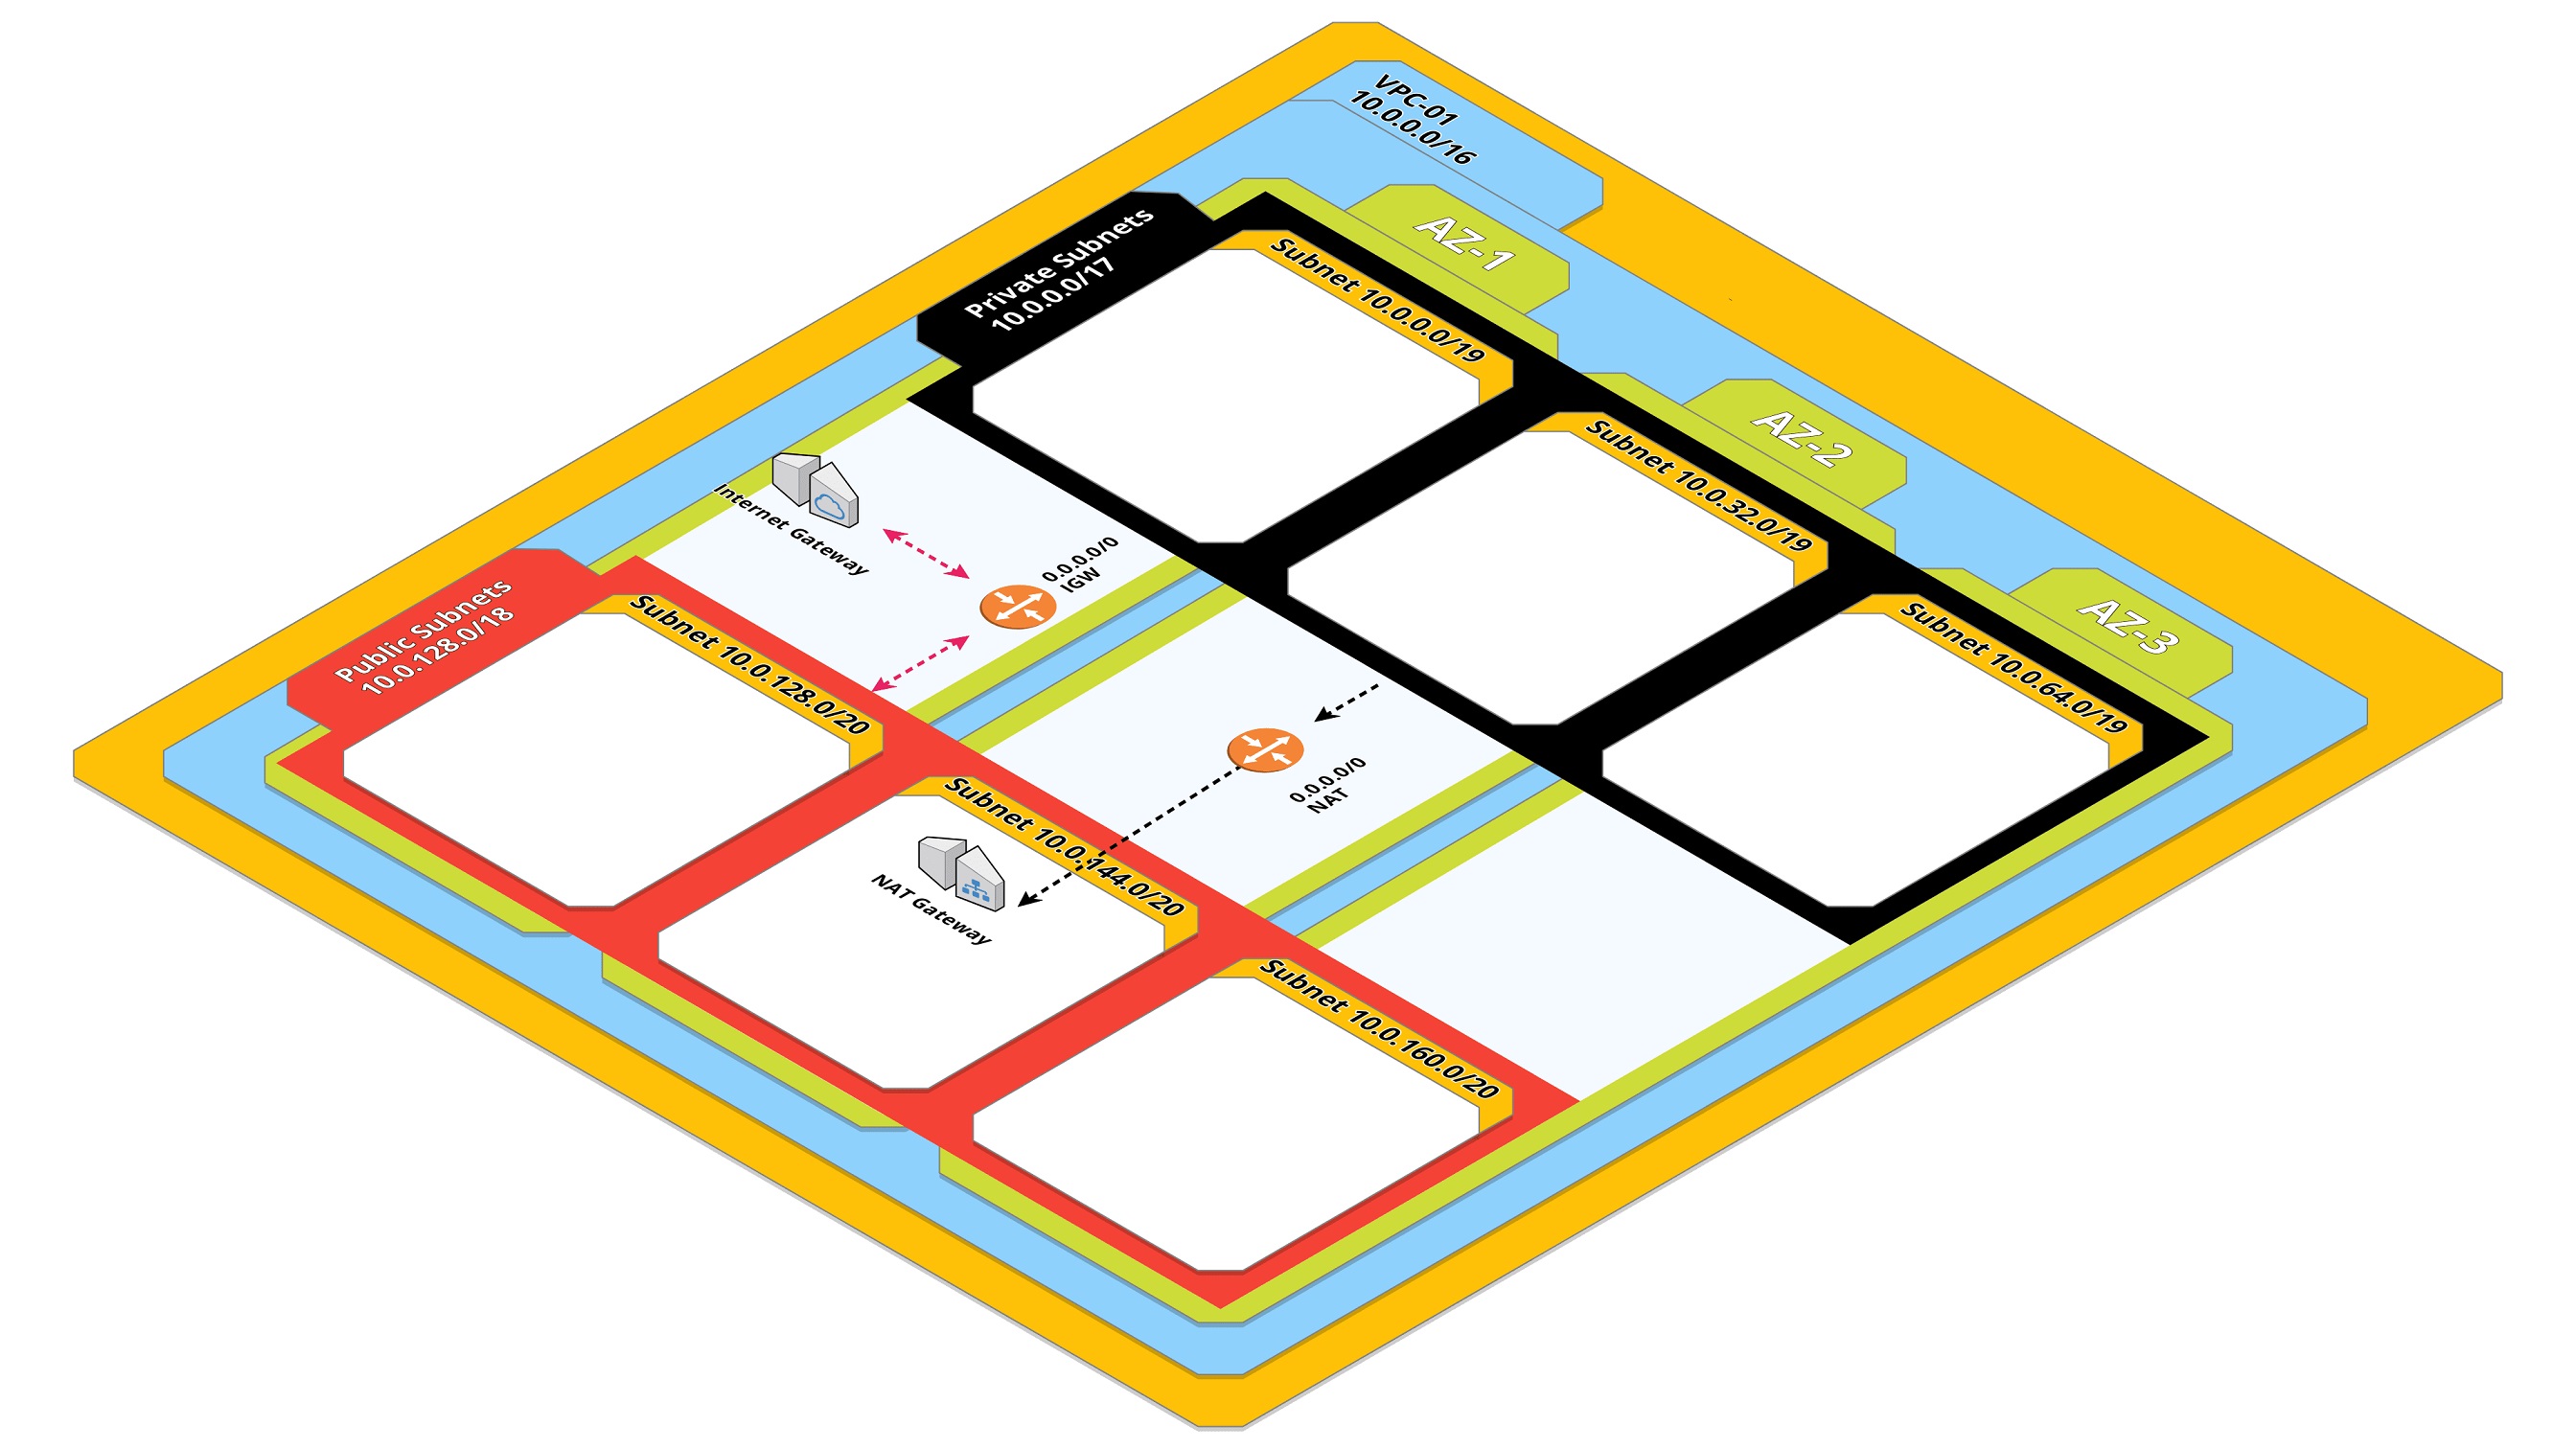 VPC-01
10.0.0.0/16
AZ-1
AZ-2
AZ-3
Private Subnets
10.0.0.0/17
Subnet 10.0.0.0/19
Subnet 10.0.32.0/19
Subnet 10.0.64.0/19
Internet Gateway
0.0.0.0/0
IGW
0.0.0.0/0
NAT
Public Subnets
10.0.128.0/18
Subnet 10.0.128.0/20
Subnet 10.0.144.0/20
NAT Gateway
Subnet 10.0.160.0/20